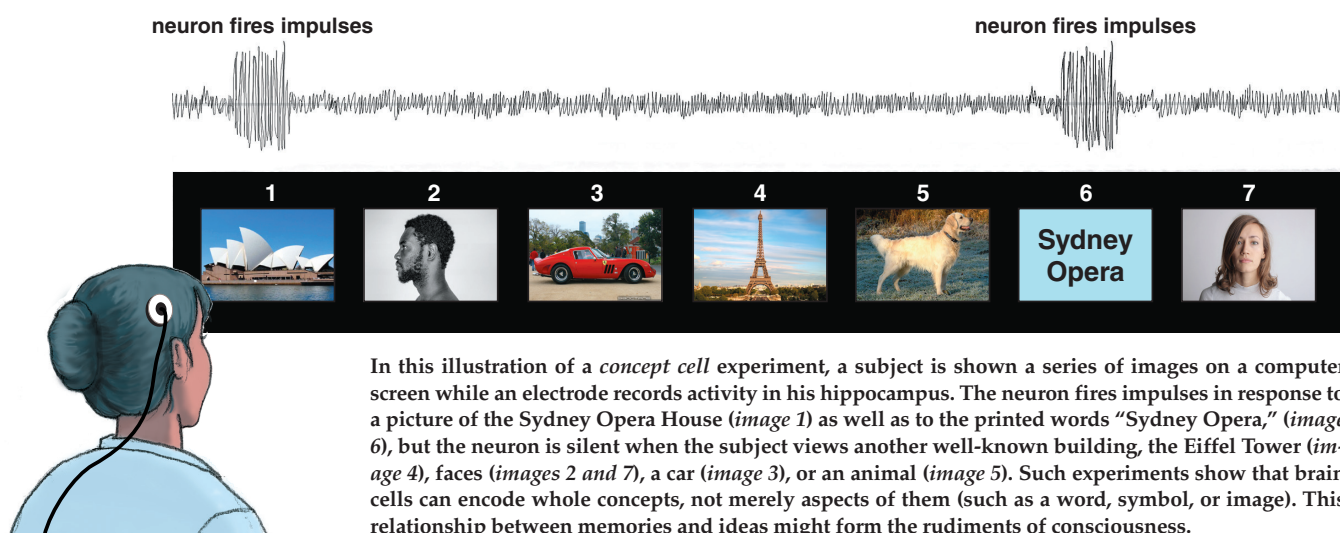 neuron fires impulses
neuron fires impulses
1 2 3 4 5 6 7
Sydney
Opera
In this illustration of a concept cell experiment, a subject is shown a series of images on a computer
screen while an electrode records activity in his hippocampus. The neuron fires impulses in response to
a picture of the Sydney Opera House (image 1) as well as to the printed words “Sydney Opera,” (image
6), but the neuron is silent when the subject views another well-known building, the Eiffel Tower (im-
age 4), faces (images 2 and 7), a car (image 3), or an animal (image 5). Such experiments show that brain
cells can encode whole concepts, not merely aspects of them (such as a word, symbol, or image). This
relationship between memories and ideas might form the rudiments of consciousness.